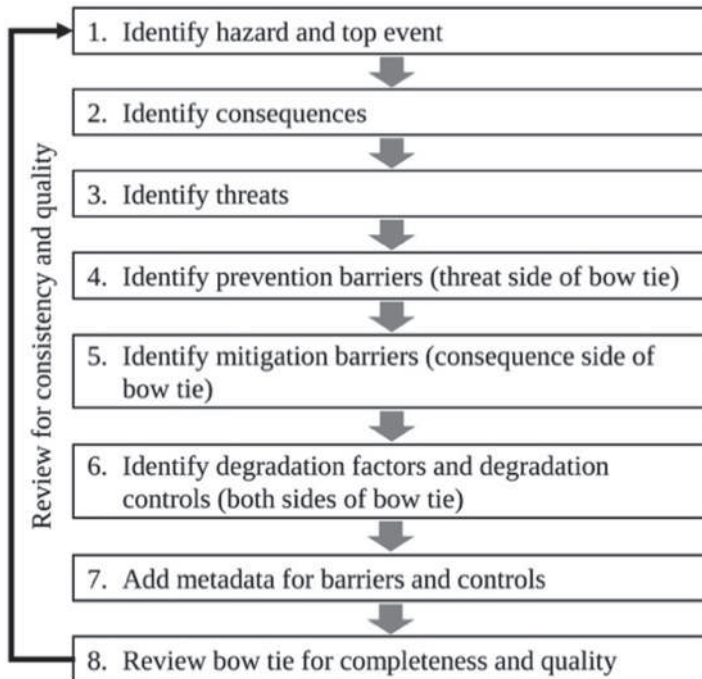 1. Identify hazard and top event
2. Identify consequences
3. Identify threats
4. Identify prevention barriers (threat side of bow tie)
5. Identify mitigation barriers (consequence side of
bow tie)
6. Identify degradation factors and degradation
controls (both sides of bow tie)
7. Add metadata for barriers and controls
8. Review bow tie for completeness and quality
Review for consistency and quality